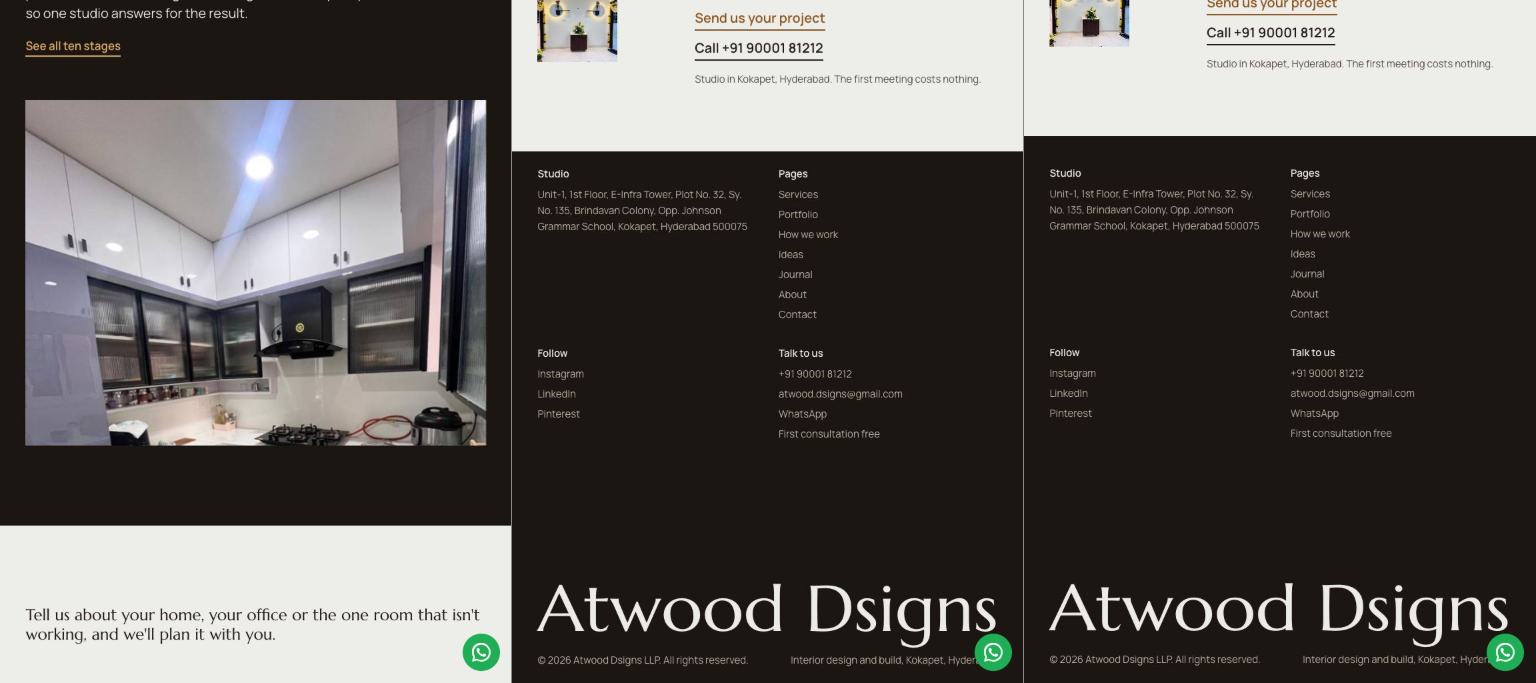 so one studio answers for the result.
See all ten stages
Tell us about your home, your office or the one room that isn't
working, and we'll plan it with you.
Send us your project
Call +91 90001 81212
Studio in Kokapet, Hyderabad. The first meeting costs nothing.
Studio
Unit-1, 1st Floor, E-Infra Tower, Plot No. 32, Sy.
No. 135, Brindavan Colony, Opp. Johnson
Grammar School, Kokapet, Hyderabad 500075
Pages
Services
Portfolio
How we work
Ideas
Journal
About
Contact
Follow
Instagram
LinkedIn
Pinterest
Talk to us
+91 90001 81212
atwood.dsigns@gmail.com
WhatsApp
First consultation free
Atwood Dsigns
© 2026 Atwood Dsigns LLP. All rights reserved.
Interior design and build, Kokapet,
Send us your project
Call +91 90001 81212
Studio in Kokapet, Hyderabad. The first meeting costs nothing.
Studio
Unit-1, 1st Floor, E-Infra Tower, Plot No. 32, Sy.
No. 135, Brindavan Colony, Opp. Johnson
Grammar School, Kokapet, Hyderabad 500075
Pages
Services
Portfolio
How we work
Ideas
Journal
About
Contact
Follow
Instagram
LinkedIn
Pinterest
Talk to us
+91 90001 81212
atwood.dsigns@gmail.com
WhatsApp
First consultation free
Atwood Dsigns
© 2026 Atwood Dsigns LLP. All rights reserved.
Interior design and build, Kokapet,